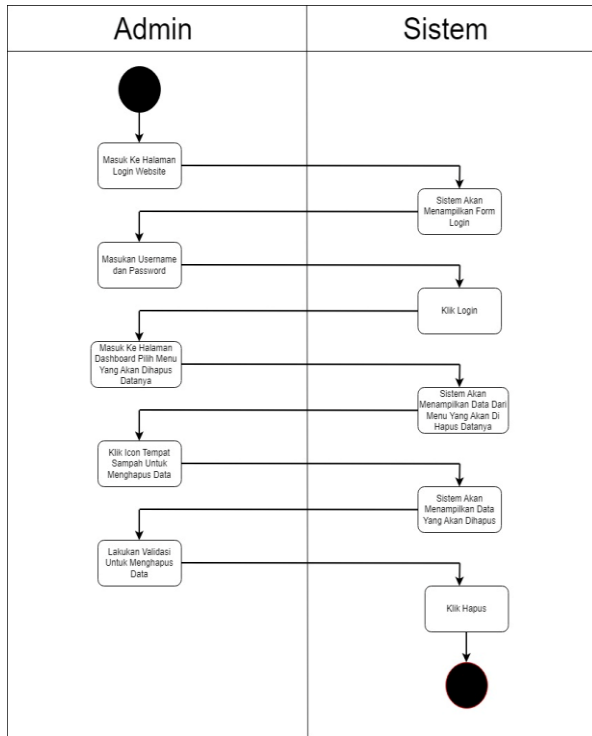 Admin
Sistem
Masuk Ke Halaman
Login Website
Sistem Akan
Menampilkan Form
Login
Masukan Username
dan Password
Klik Login
Masuk Ke Halaman
Dashboard Pilih Menu
Yang Akan Dihapus
Datanya
Sistem Akan
Menampilkan Data Dari
Menu Yang Akan Di
Hapus Datanya
Klik Icon Tempat
Sampah Untuk
Menghapus Data
Sistem Akan
Menampilkan Data
Yang Akan Dihapus
Lakukan Validasi
Untuk Menghapus
Data
Klik Hapus